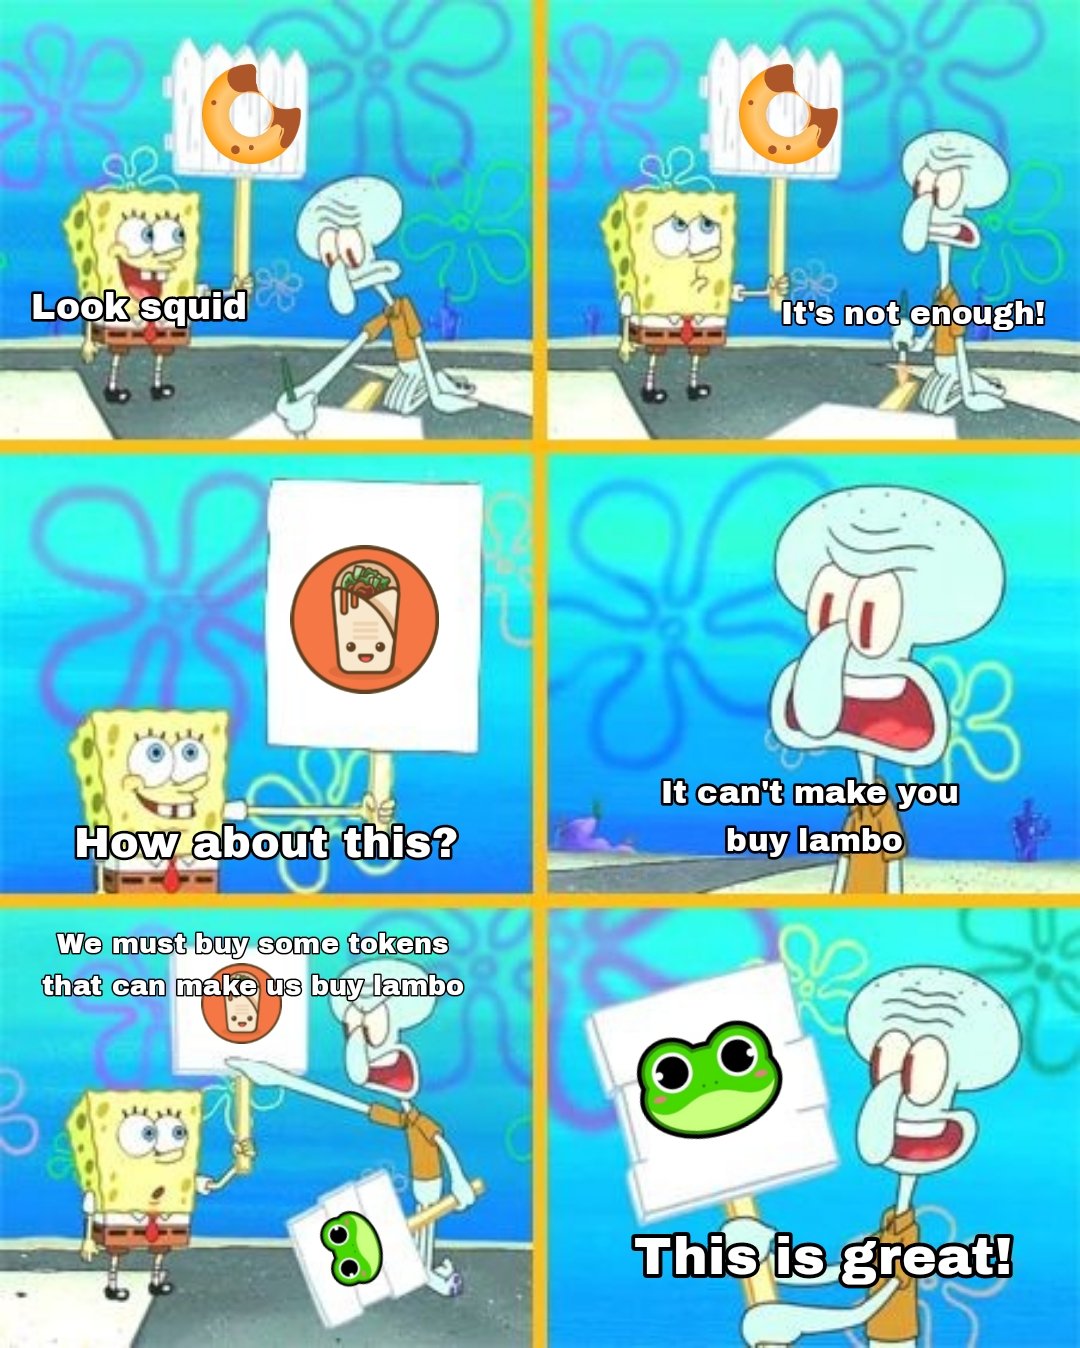 Look squid
It's not enough!
How about this?
It can't make you
buy lambo
We must buy some tokens
that can make us buy lambo
This is great!